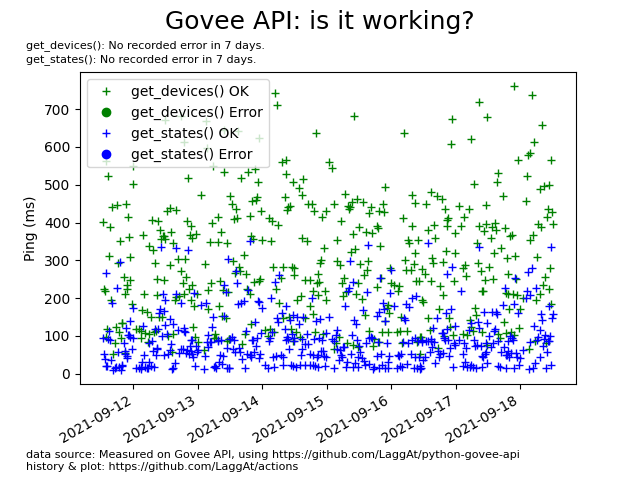 Govee API: is it working?
get_devices(): No recorded error in 7 days.
get_states(): No recorded error in 7 days.
get_devices() OK
get_devices() Error
get_states() OK
get_states() Error
Ping (ms)
700
600
500
400
300
200
100
0
2021-09-12
2021-09-13
2021-09-14
2021-09-15
2021-09-16
2021-09-17
2021-09-18
data source: Measured on Govee API, using https://github.com/LaggAt/python-govee-api
history & plot: https://github.com/LaggAt/actions